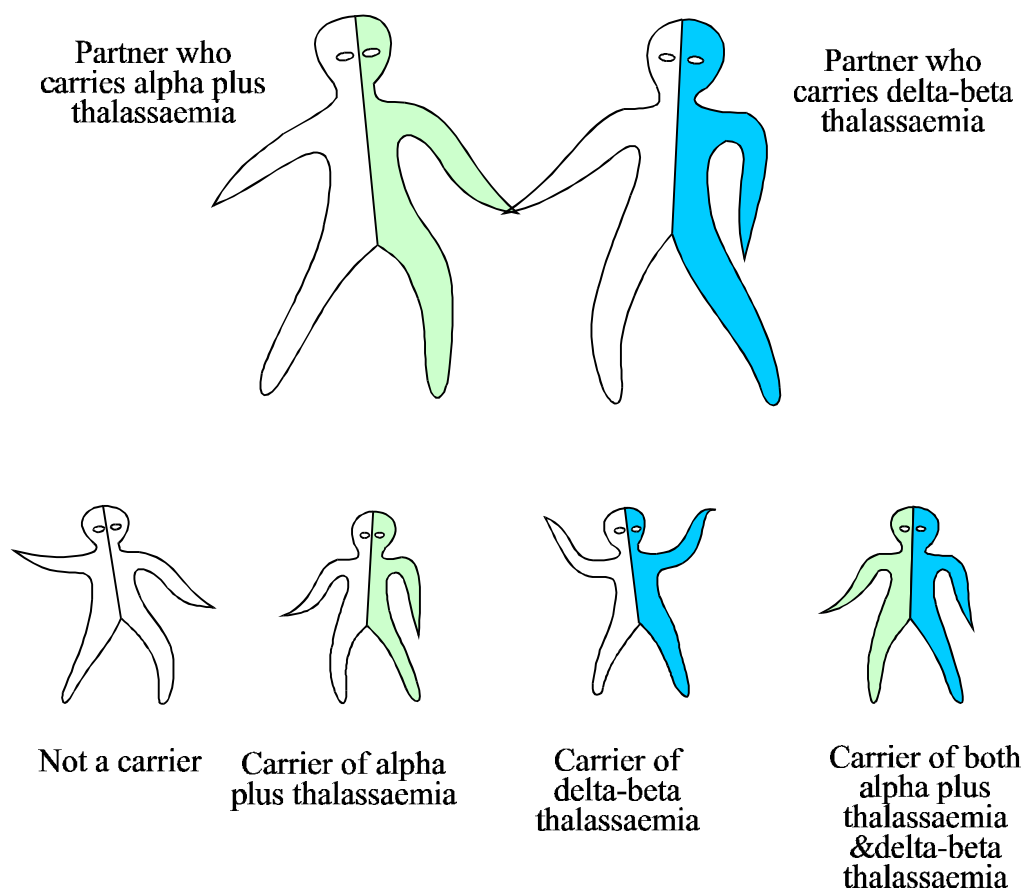 Partner who
carries alpha plus
thalassaemia
Partner who
carries delta-beta
thalassaemia
Not a carrier
Carrier of alpha
plus thalassaemia
Carrier of
delta-beta
thalassaemia
Carrier of both
alpha plus
thalassaemia
&delta-beta
thalassaemia